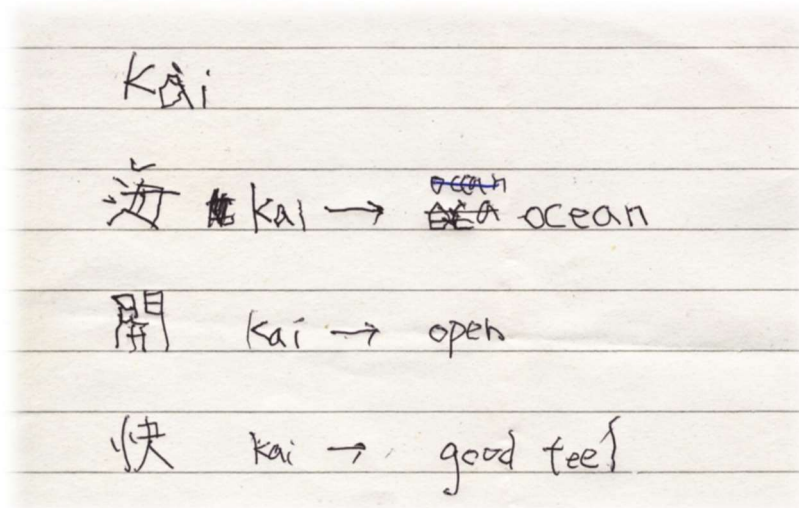 Kai
海 kai → ocean
開 kai → open
快 kai → good feel